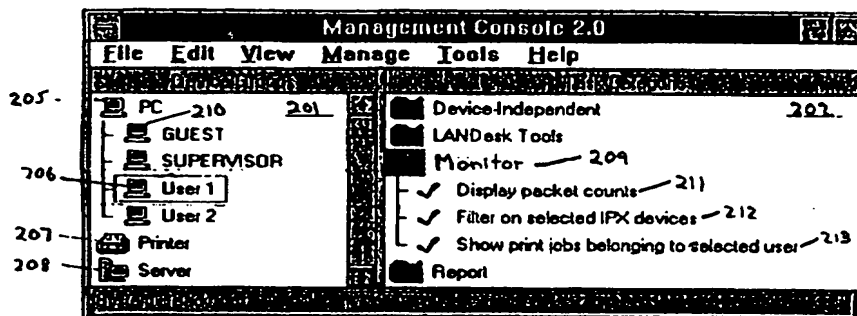 Management Console 2.0
File Edit View Manage Tools Help
205 PC 201
210
GUEST
SUPERVISOR
206 User 1
User 2
207 Printer
208 Server
Device-Independent 202
LANDesk Tools
Monitor 209
Display packet counts 211
Filter on selected IPX devices 212
Show print jobs belonging to selected user 213
Report